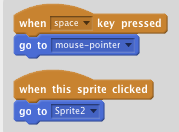 when space key pressed
go to mouse-pointer
when this sprite clicked
go to Sprite2